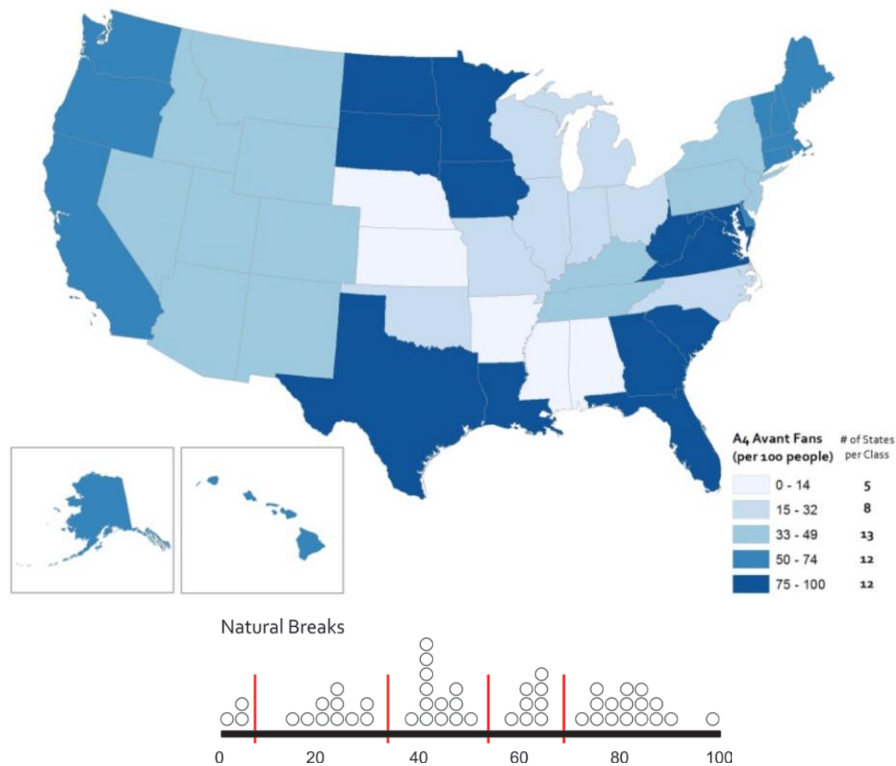 A4 Avant Fans # of States
(per 100 people) per Class
0 - 14 5
15 - 32 8
33 - 49 13
50 - 74 12
75 - 100 12
Natural Breaks
0 20 40 60 80 100